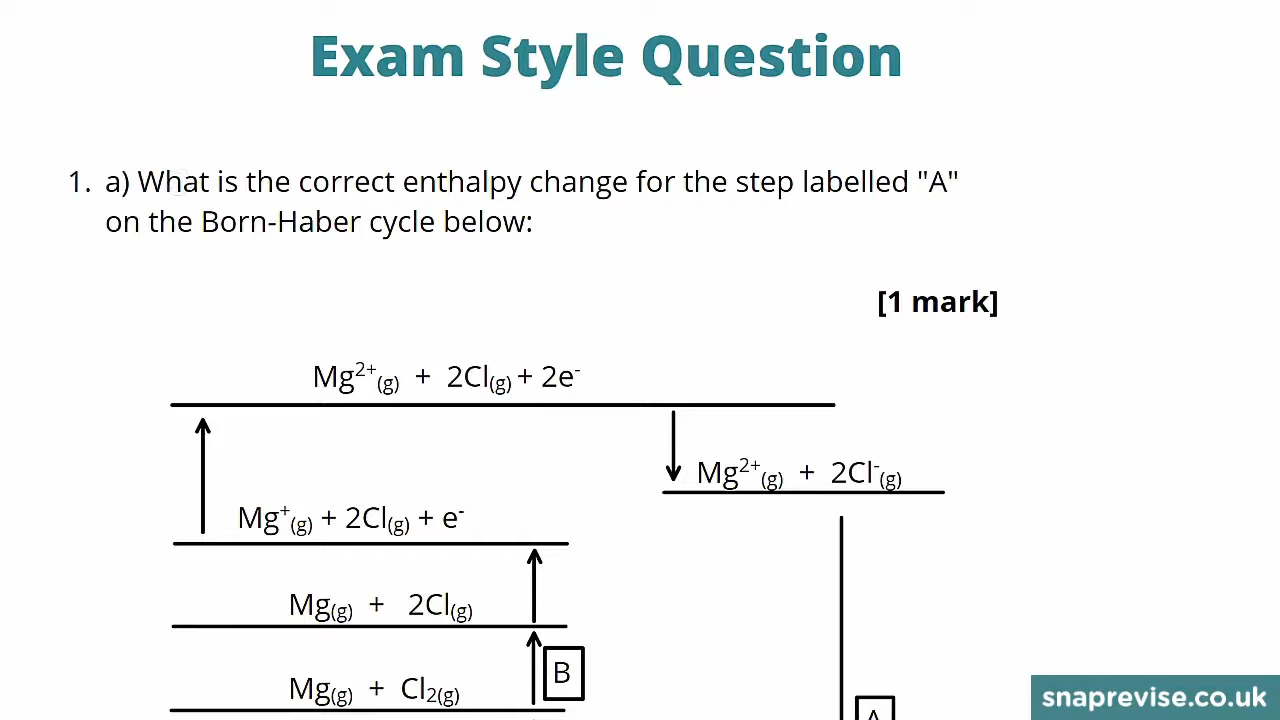 Exam Style Question
1. a) What is the correct enthalpy change for the step labelled "A"
on the Born-Haber cycle below:
[1 mark]
Mg²⁺(g) + 2Cl(g) + 2e⁻
Mg²⁺(g) + 2Cl⁻(g)
Mg⁺(g) + 2Cl(g) + e⁻
Mg(g) + 2Cl(g)
B
Mg(g) + Cl₂(g)
A
snaprevise.co.uk